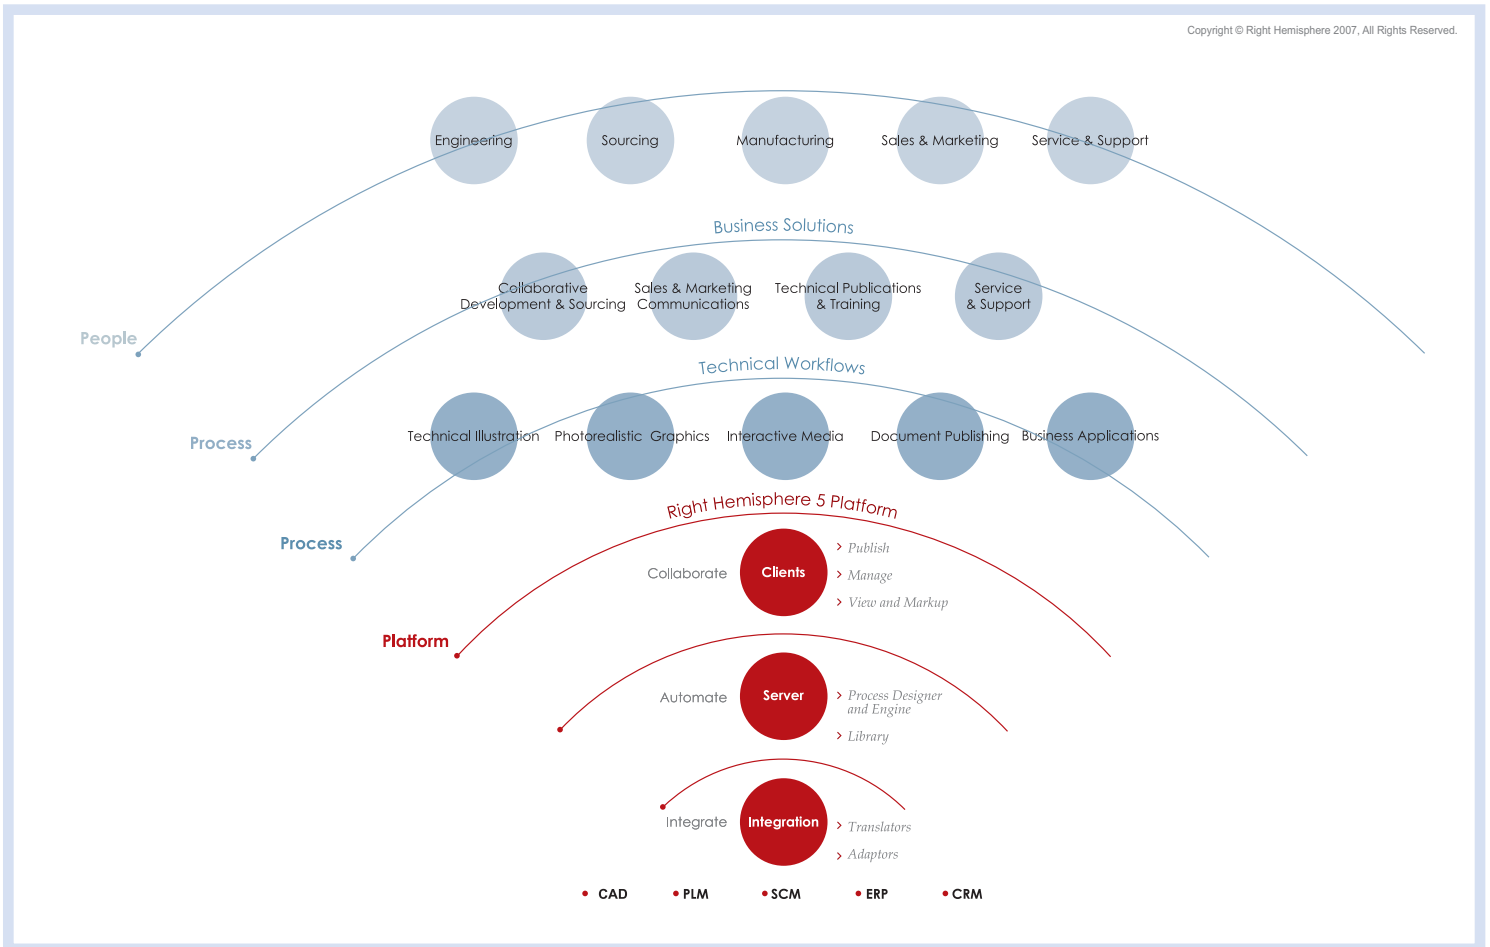 Copyright © Right Hemisphere 2007, All Rights Reserved.
Engineering
Sourcing
Manufacturing
Sales & Marketing
Service & Support
Business Solutions
Collaborative
Development & Sourcing
Sales & Marketing
Communications
Technical Publications
& Training
Service
& Support
People
Technical Workflows
Technical Illustration
Photorealistic Graphics
Interactive Media
Document Publishing
Business Applications
Process
Right Hemisphere 5 Platform
Process
Collaborate
Clients
› Publish
› Manage
› View and Markup
Platform
Automate
Server
› Process Designer
and Engine
› Library
Integrate
Integration
› Translators
› Adaptors
• CAD • PLM • SCM • ERP • CRM